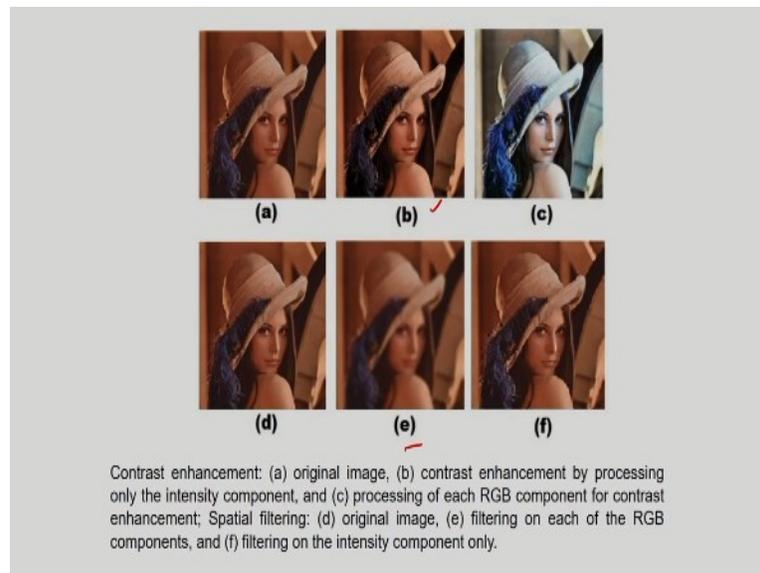 (a) (b) (c)
(d) (e) (f)
Contrast enhancement: (a) original image, (b) contrast enhancement by processing
only the intensity component, and (c) processing of each RGB component for contrast
enhancement; Spatial filtering: (d) original image, (e) filtering on each of the RGB
components, and (f) filtering on the intensity component only.